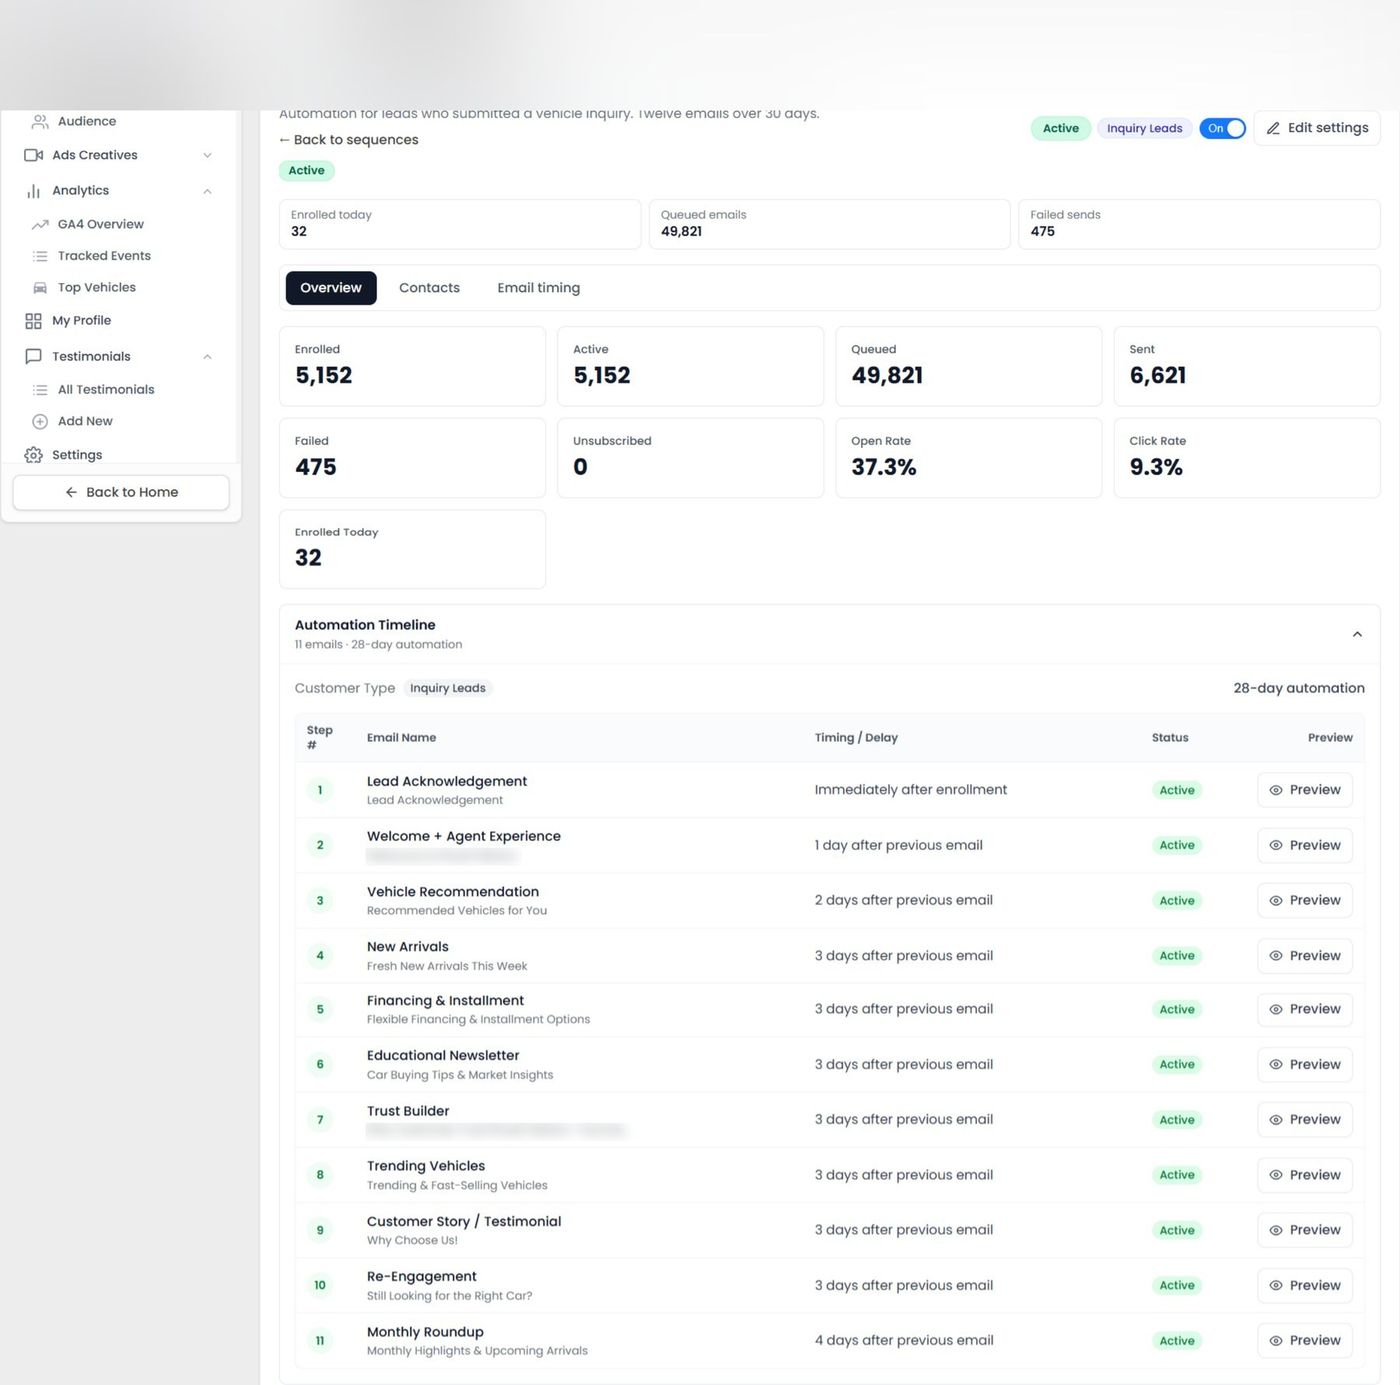 Audience
Ads Creatives
Analytics
GA4 Overview
Tracked Events
Top Vehicles
My Profile
Testimonials
All Testimonials
Add New
Settings
← Back to Home
Automation for leads who submitted a vehicle inquiry. Twelve emails over 30 days.
← Back to sequences
Active
Active
Inquiry Leads
On
Edit settings
Enrolled today
32
Queued emails
49,821
Failed sends
475
Overview
Contacts
Email timing
Enrolled
5,152
Active
5,152
Queued
49,821
Sent
6,621
Failed
475
Unsubscribed
0
Open Rate
37.3%
Click Rate
9.3%
Enrolled Today
32
Automation Timeline
11 emails · 28-day automation
Customer Type Inquiry Leads
28-day automation
Step # Email Name Timing / Delay Status Preview
1 Lead Acknowledgement Immediately after enrollment Active Preview
Lead Acknowledgement
2 Welcome + Agent Experience 1 day after previous email Active Preview
3 Vehicle Recommendation 2 days after previous email Active Preview
Recommended Vehicles for You
4 New Arrivals 3 days after previous email Active Preview
Fresh New Arrivals This Week
5 Financing & Installment 3 days after previous email Active Preview
Flexible Financing & Installment Options
6 Educational Newsletter 3 days after previous email Active Preview
Car Buying Tips & Market Insights
7 Trust Builder 3 days after previous email Active Preview
8 Trending Vehicles 3 days after previous email Active Preview
Trending & Fast-Selling Vehicles
9 Customer Story / Testimonial 3 days after previous email Active Preview
Why Choose Us!
10 Re-Engagement 3 days after previous email Active Preview
Still Looking for the Right Car?
11 Monthly Roundup 4 days after previous email Active Preview
Monthly Highlights & Upcoming Arrivals